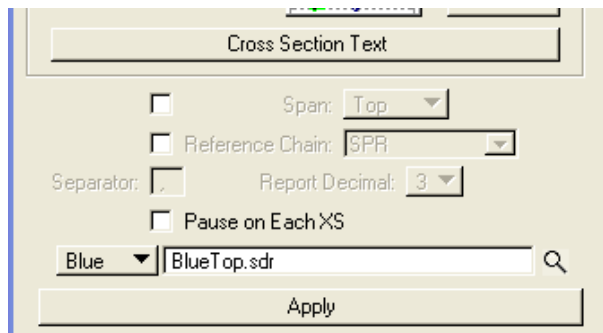 Cross Section Text
Span: Top
Reference Chain: SPR
Separator: , Report Decimal: 3
Pause on Each XS
Blue BlueTop.sdr
Apply